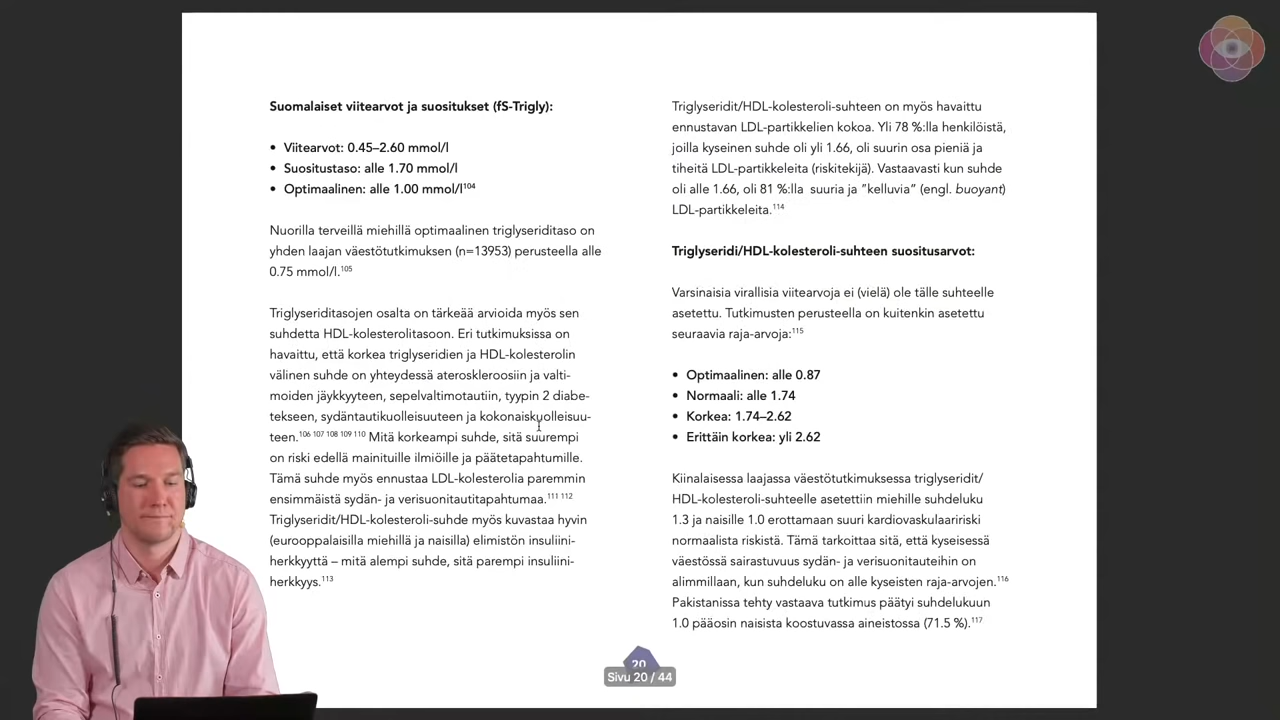 Suomalaiset viitearvot ja suositukset (fS-Trigly):
• Viitearvot: 0.45–2.60 mmol/l
• Suositustaso: alle 1.70 mmol/l
• Optimaalinen: alle 1.00 mmol/l104
Nuorilla terveillä miehillä optimaalinen triglyseriditaso on
yhden laajan väestötutkimuksen (n=13953) perusteella alle
0.75 mmol/l.105
Triglyseriditasojen osalta on tärkeää arvioida myös sen
suhdetta HDL-kolesterolitasoon. Eri tutkimuksissa on
havaittu, että korkea triglyseridien ja HDL-kolesterolin
välinen suhde on yhteydessä ateroskleroosiin ja valti-
moiden jäykkyyteen, sepelvaltimotautiin, tyypin 2 diabe-
tekseen, sydäntautikuolleisuuteen ja kokonaiskuolleisuu-
teen.106 107 108 109 110 Mitä korkeampi suhde, sitä suurempi
on riski edellä mainituille ilmiöille ja päätetapahtumille.
Tämä suhde myös ennustaa LDL-kolesterolia paremmin
ensimmäistä sydän- ja verisuonitautitapahtumaa.111 112
Triglyseridit/HDL-kolesteroli-suhde myös kuvastaa hyvin
(eurooppalaisilla miehillä ja naisilla) elimistön insuliini-
herkkyyttä – mitä alempi suhde, sitä parempi insuliini-
herkkyys.113
Triglyseridit/HDL-kolesteroli-suhteen on myös havaittu
ennustavan LDL-partikkelien kokoa. Yli 78 %:lla henkilöistä,
joilla kyseinen suhde oli yli 1.66, oli suurin osa pieniä ja
tiheitä LDL-partikkeleita (riskitekijä). Vastaavasti kun suhde
oli alle 1.66, oli 81 %:lla suuria ja ”kelluvia” (engl. buoyant)
LDL-partikkeleita.114
Triglyseridi/HDL-kolesteroli-suhteen suositusarvot:
Varsinaisia virallisia viitearvoja ei (vielä) ole tälle suhteelle
asetettu. Tutkimusten perusteella on kuitenkin asetettu
seuraavia raja-arvoja:115
• Optimaalinen: alle 0.87
• Normaali: alle 1.74
• Korkea: 1.74–2.62
• Erittäin korkea: yli 2.62
Kiinalaisessa laajassa väestötutkimuksessa triglyseridit/
HDL-kolesteroli-suhteelle asetettiin miehille suhdeluku
1.3 ja naisille 1.0 erottamaan suuri kardiovaskulaaririski
normaalista riskistä. Tämä tarkoittaa sitä, että kyseisessä
väestössä sairastuvuus sydän- ja verisuonitauteihin on
alimmillaan, kun suhdeluku on alle kyseisten raja-arvojen.116
Pakistanissa tehty vastaava tutkimus päätyi suhdelukuun
1.0 pääosin naisista koostuvassa aineistossa (71.5 %).117
20
Sivu 20 / 44